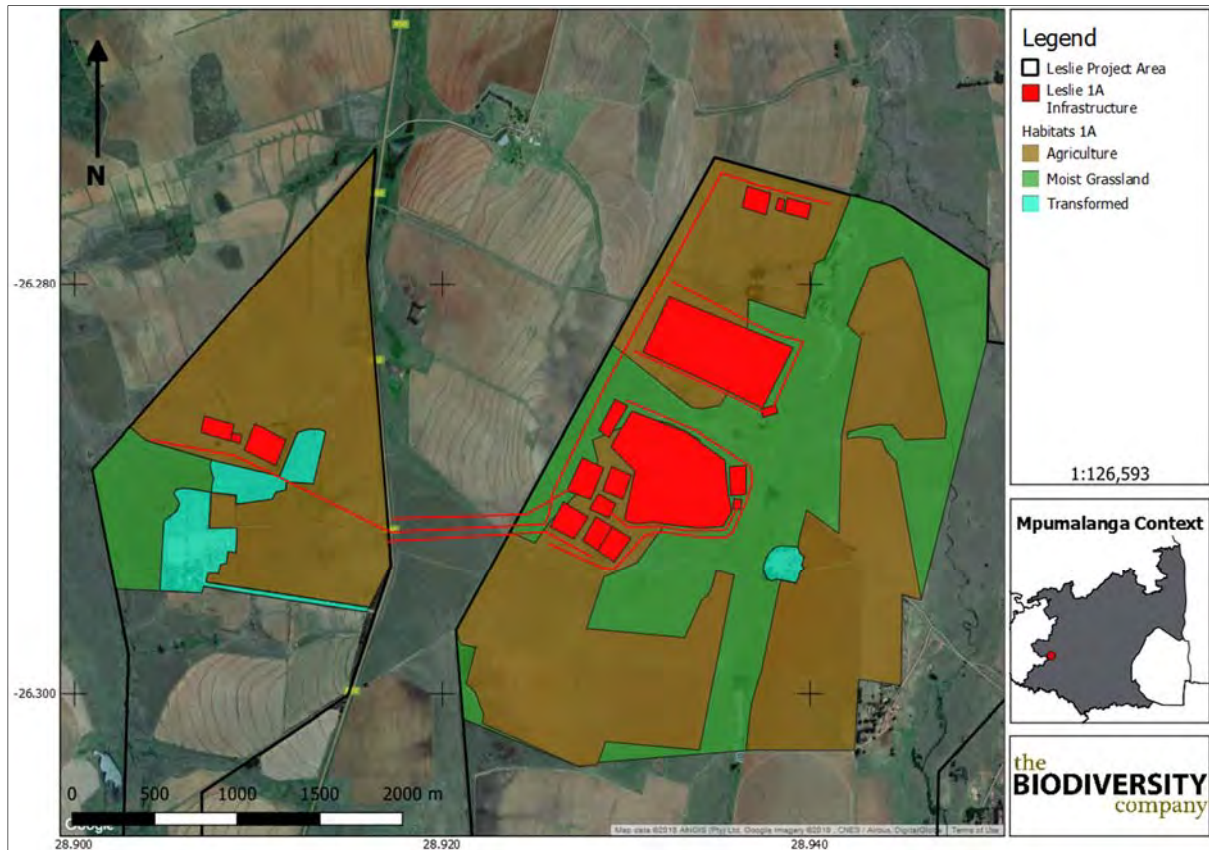 Legend
Leslie Project Area
Leslie 1A
Infrastructure
Habitats 1A
Agriculture
Moist Grassland
Transformed
1:126,593
Mpumalanga Context
the
BIODIVERSITY
company
N
-26.280
-26.300
0 500 1000 1500 2000 m
Google
28.900 28.920 28.940